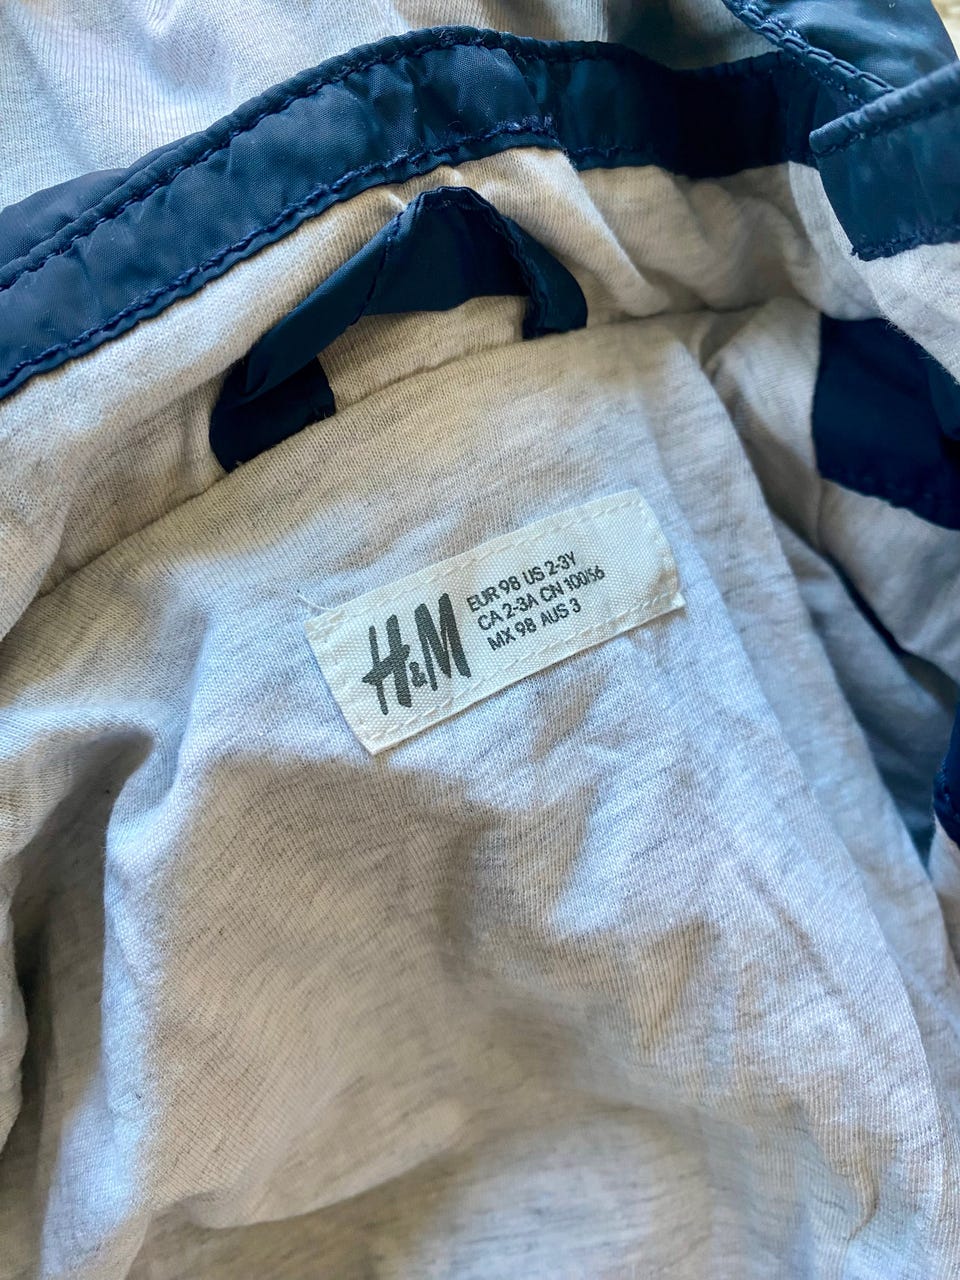 H&M
EUR 98 US 2-3Y
CA 2-3A CN 100/56
MX 98 AUS 3